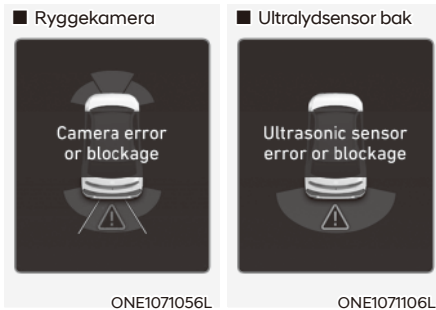 ■ Ryggekamera
Camera error
or blockage
ONE1071056L
■ Ultralydsensor bak
Ultrasonic sensor
error or blockage
ONE1071106L